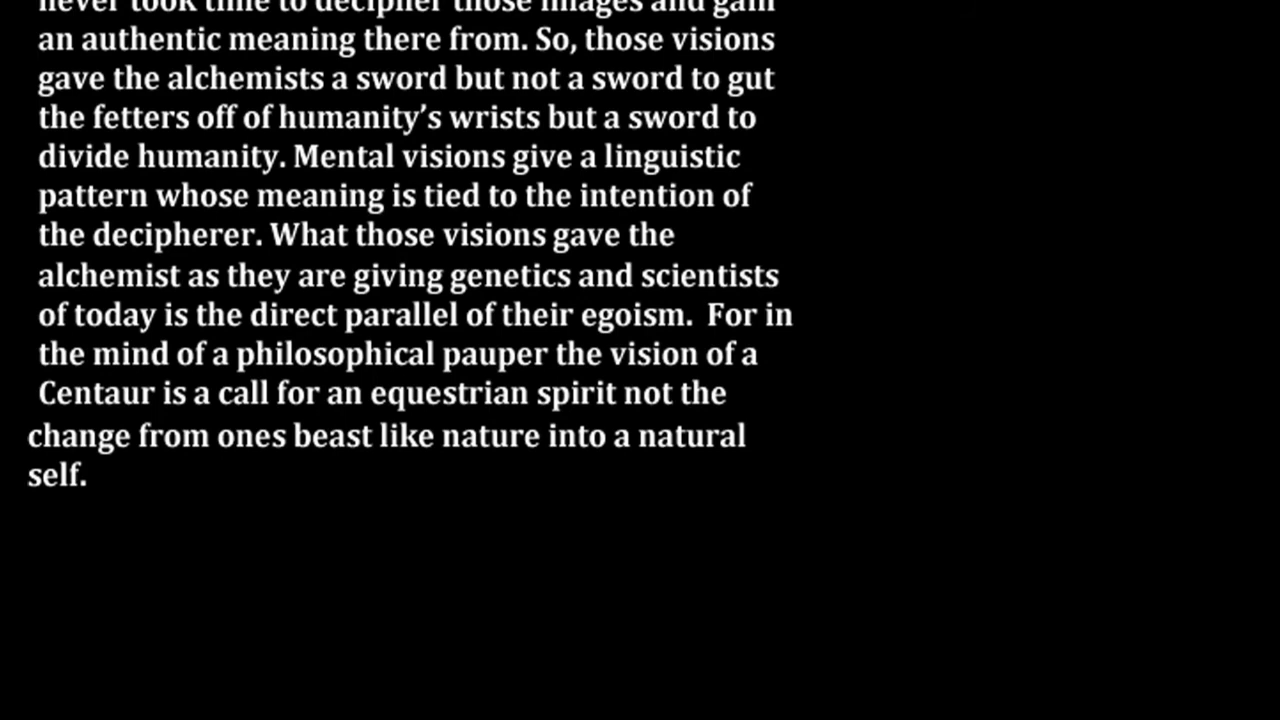 never took time to decipher those images and gain
an authentic meaning there from. So, those visions
gave the alchemists a sword but not a sword to gut
the fetters off of humanity’s wrists but a sword to
divide humanity. Mental visions give a linguistic
pattern whose meaning is tied to the intention of
the decipherer. What those visions gave the
alchemist as they are giving genetics and scientists
of today is the direct parallel of their egoism.  For in
the mind of a philosophical pauper the vision of a
Centaur is a call for an equestrian spirit not the
change from ones beast like nature into a natural
self.